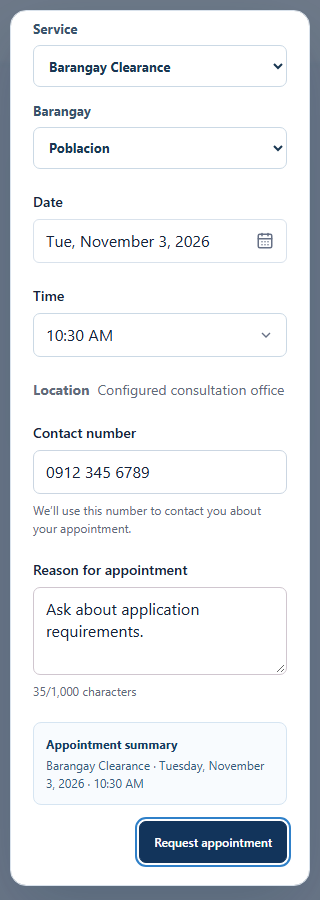 Service
Barangay Clearance
Barangay
Poblacion
Date
Tue, November 3, 2026
Time
10:30 AM
Location Configured consultation office
Contact number
0912 345 6789
We'll use this number to contact you about
your appointment.
Reason for appointment
Ask about application
requirements.
35/1,000 characters
Appointment summary
Barangay Clearance · Tuesday, November
3, 2026 · 10:30 AM
Request appointment